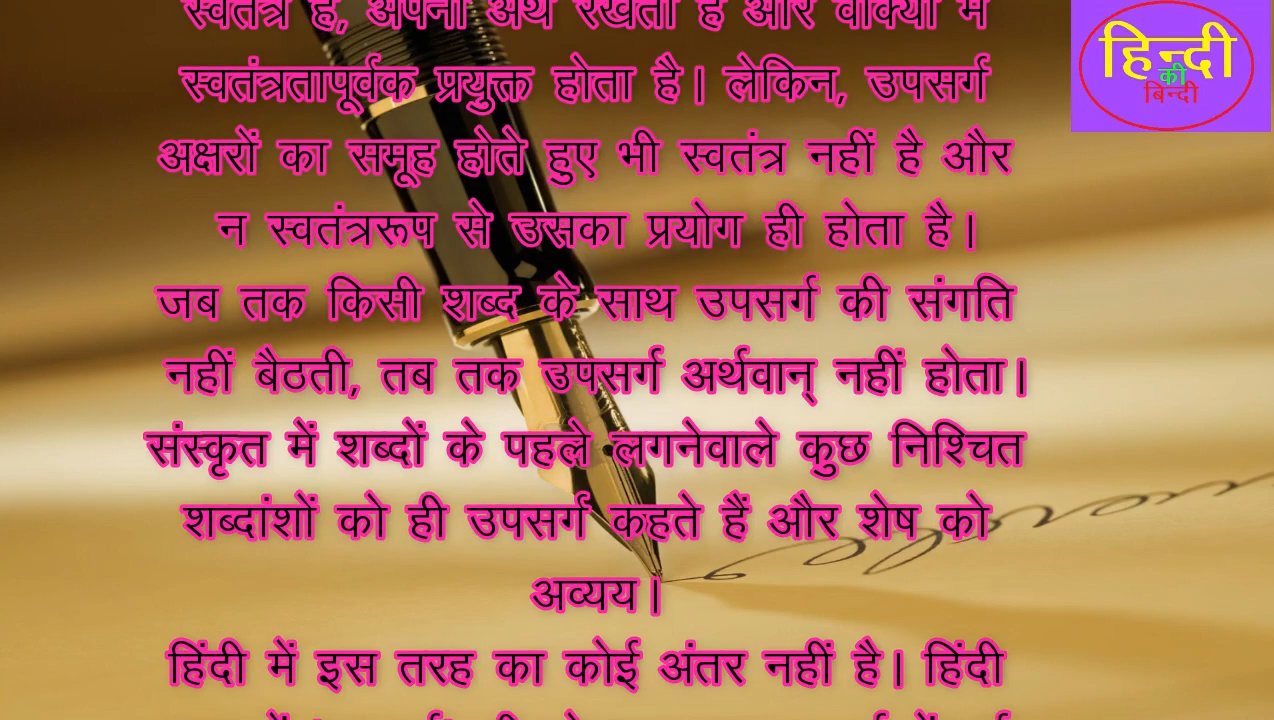 स्वतंत्र है, अपना अर्थ रखता है और वाक्यों में
स्वतंत्रतापूर्वक प्रयुक्त होता है। लेकिन, उपसर्ग
अक्षरों का समूह होते हुए भी स्वतंत्र नहीं है और
न स्वतंत्ररूप से उसका प्रयोग ही होता है।
जब तक किसी शब्द के साथ उपसर्ग की संगति
नहीं बैठती, तब तक उपसर्ग अर्थवान् नहीं होता।
संस्कृत में शब्दों के पहले लगनेवाले कुछ निश्चित
शब्दांशों को ही उपसर्ग कहते हैं और शेष को
अव्यय।
हिंदी में इस तरह का कोई अंतर नहीं है। हिंदी
हिन्दी
की
बिन्दी